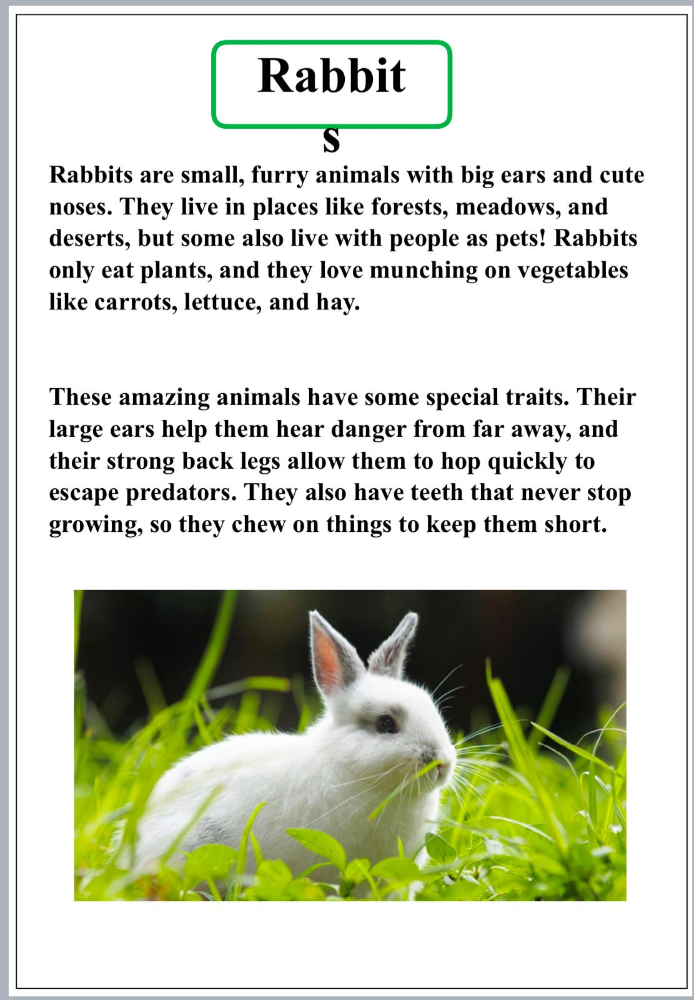 Rabbit
s
Rabbits are small, furry animals with big ears and cute
noses. They live in places like forests, meadows, and
deserts, but some also live with people as pets! Rabbits
only eat plants, and they love munching on vegetables
like carrots, lettuce, and hay.
These amazing animals have some special traits. Their
large ears help them hear danger from far away, and
their strong back legs allow them to hop quickly to
escape predators. They also have teeth that never stop
growing, so they chew on things to keep them short.